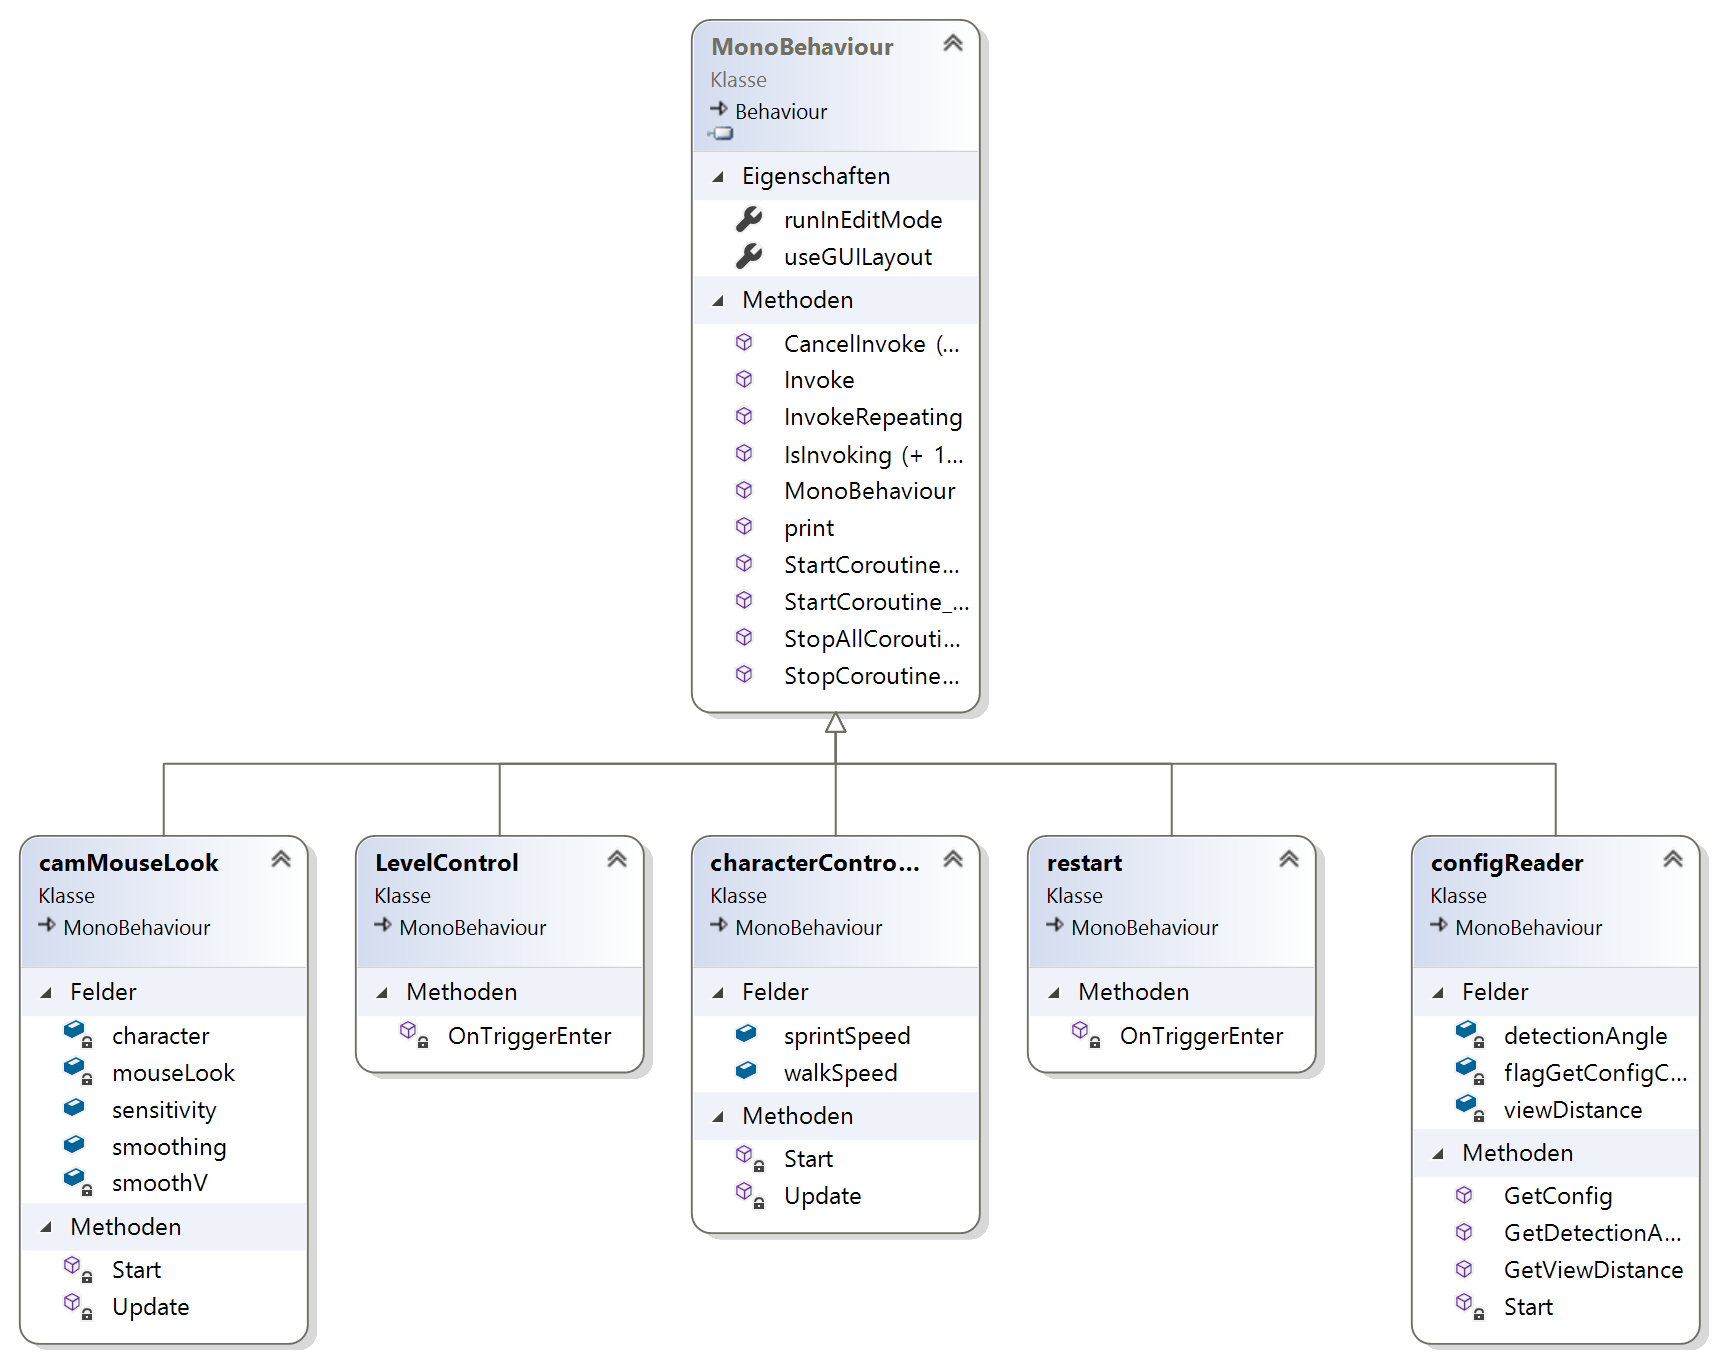 MonoBehaviour
Klasse
Behaviour
Eigenschaften
runInEditMode
useGUILayout
Methoden
CancelInvoke (...
Invoke
InvokeRepeating
IsInvoking (+ 1...
MonoBehaviour
print
StartCoroutine...
StartCoroutine_...
StopAllCorouti...
StopCoroutine...
camMouseLook
Klasse
MonoBehaviour
Felder
character
mouseLook
sensitivity
smoothing
smoothV
Methoden
Start
Update
LevelControl
Klasse
MonoBehaviour
Methoden
OnTriggerEnter
characterContro...
Klasse
MonoBehaviour
Felder
sprintSpeed
walkSpeed
Methoden
Start
Update
restart
Klasse
MonoBehaviour
Methoden
OnTriggerEnter
configReader
Klasse
MonoBehaviour
Felder
detectionAngle
flagGetConfigC...
viewDistance
Methoden
GetConfig
GetDetectionA...
GetViewDistance
Start